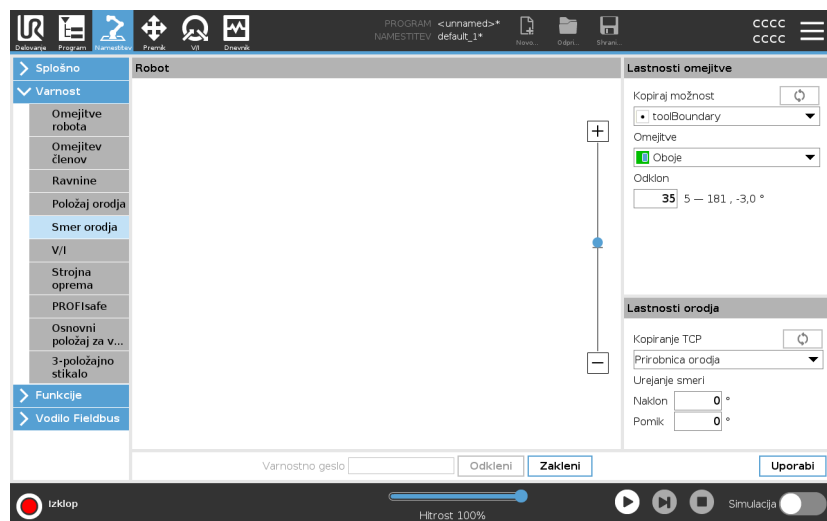 PROGRAM <unnamed>*
NAMESTITEV default_1*
CCCC
CCCC
Delovanje Program Namestitev Premik V/I Dnevnik Novo... Odpri... Shrani...
Splošno
Varnost
Omejitve
robota
Omejitev
členov
Ravnine
Položaj orodja
Smer orodja
V/I
Strojna
oprema
PROFIsafe
Osnovni
položaj za v...
3-položajno
stikalo
Funkcije
Vodilo Fieldbus
Robot
Lastnosti omejitve
Kopiraj možnost
toolBoundary
Omejitve
Oboje
Odklon
35 5 — 181 , -3,0 °
Lastnosti orodja
Kopiranje TCP
Prirobnica orodja
Urejanje smeri
Naklon 0 °
Pomik 0 °
Varnostno geslo Odkleni Zakleni Uporabi
Izklop
Hitrost 100%
Simulacija